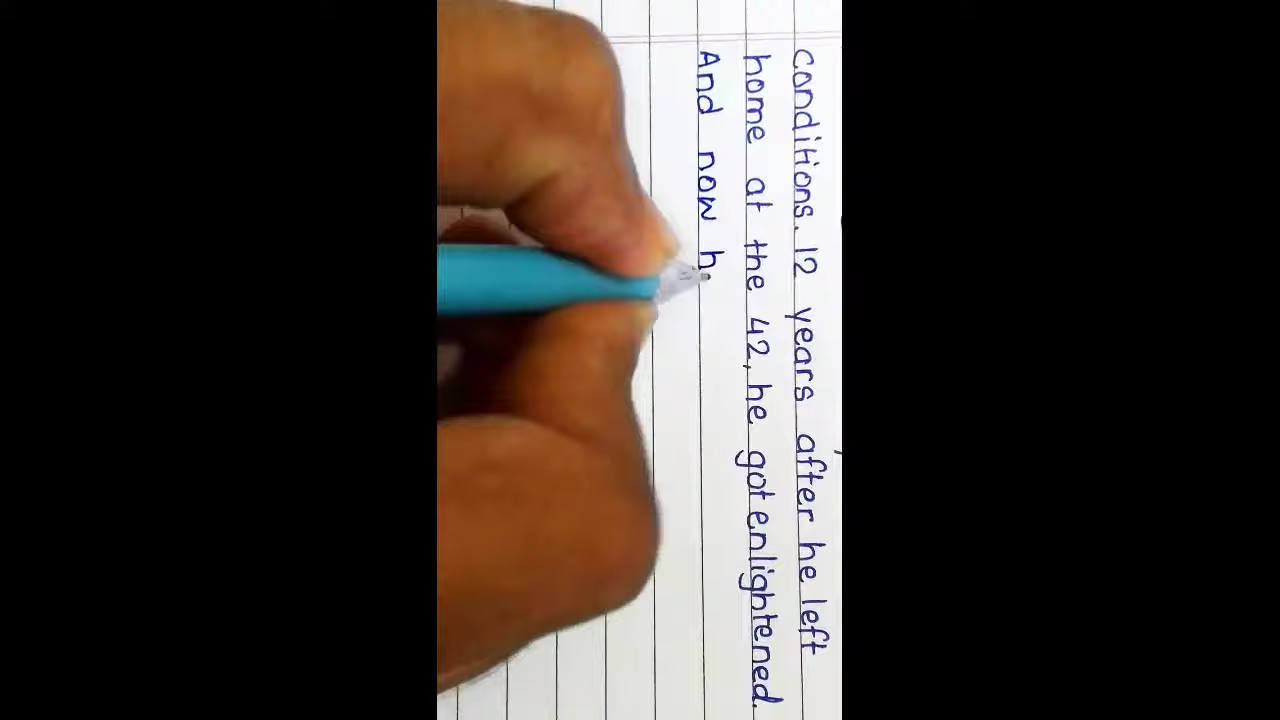 conditions. 12 years after he left
home at the 42, he got enlightened.
And now h